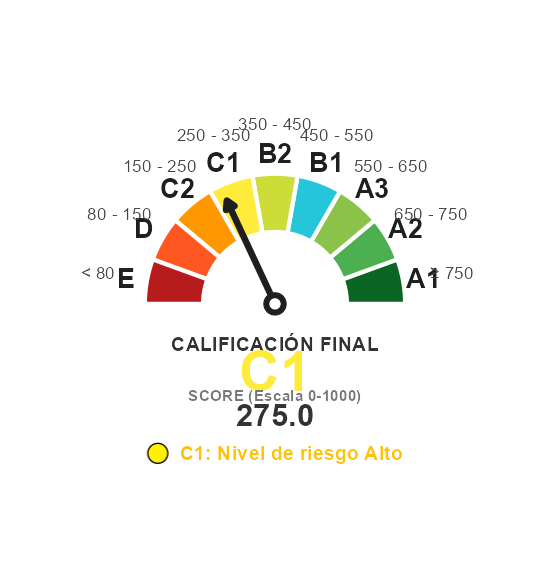 350 - 450
250 - 350
450 - 550
B2
C1
B1
150 - 250
550 - 650
C2
A3
80 - 150
650 - 750
D
A2
< 80
E
A1
≥ 750
CALIFICACIÓN FINAL
C1
SCORE (Escala 0-1000)
275.0
C1: Nivel de riesgo Alto